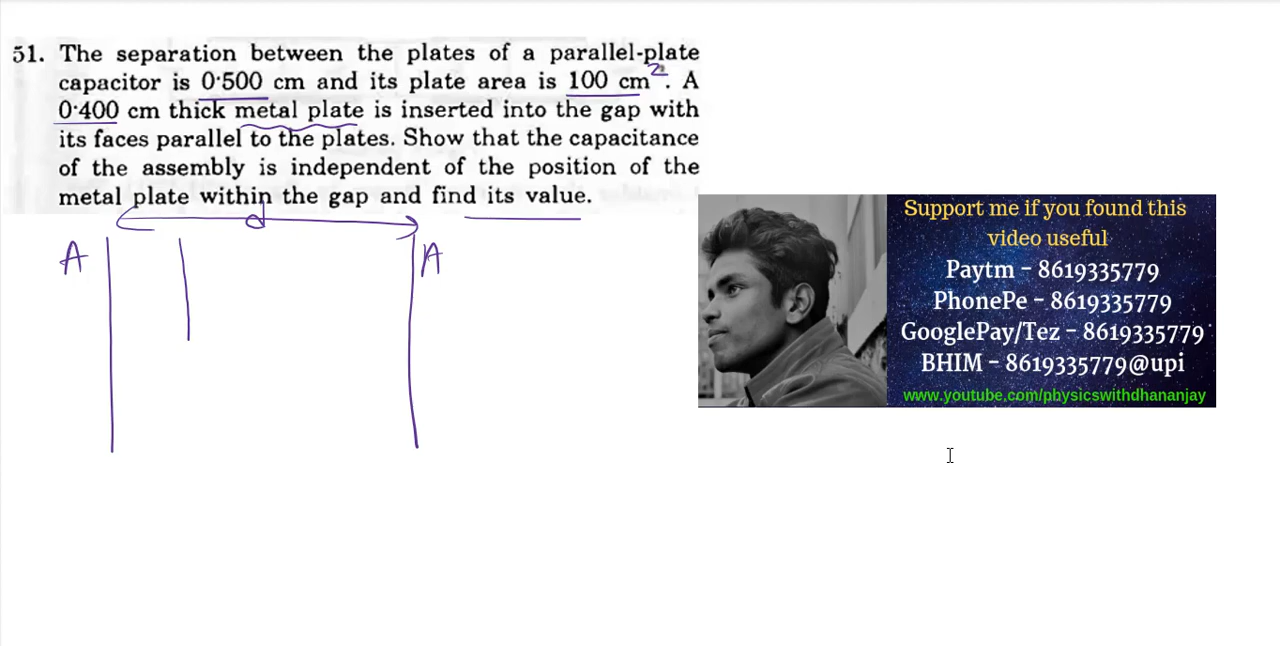 51. The separation between the plates of a parallel-plate
capacitor is 0·500 cm and its plate area is 100 cm². A
0·400 cm thick metal plate is inserted into the gap with
its faces parallel to the plates. Show that the capacitance
of the assembly is independent of the position of the
metal plate within the gap and find its value.
d
A A
Support me if you found this
video useful
Paytm - 8619335779
PhonePe - 8619335779
GooglePay/Tez - 8619335779
BHIM - 8619335779@upi
www.youtube.com/physicswithdhananjay